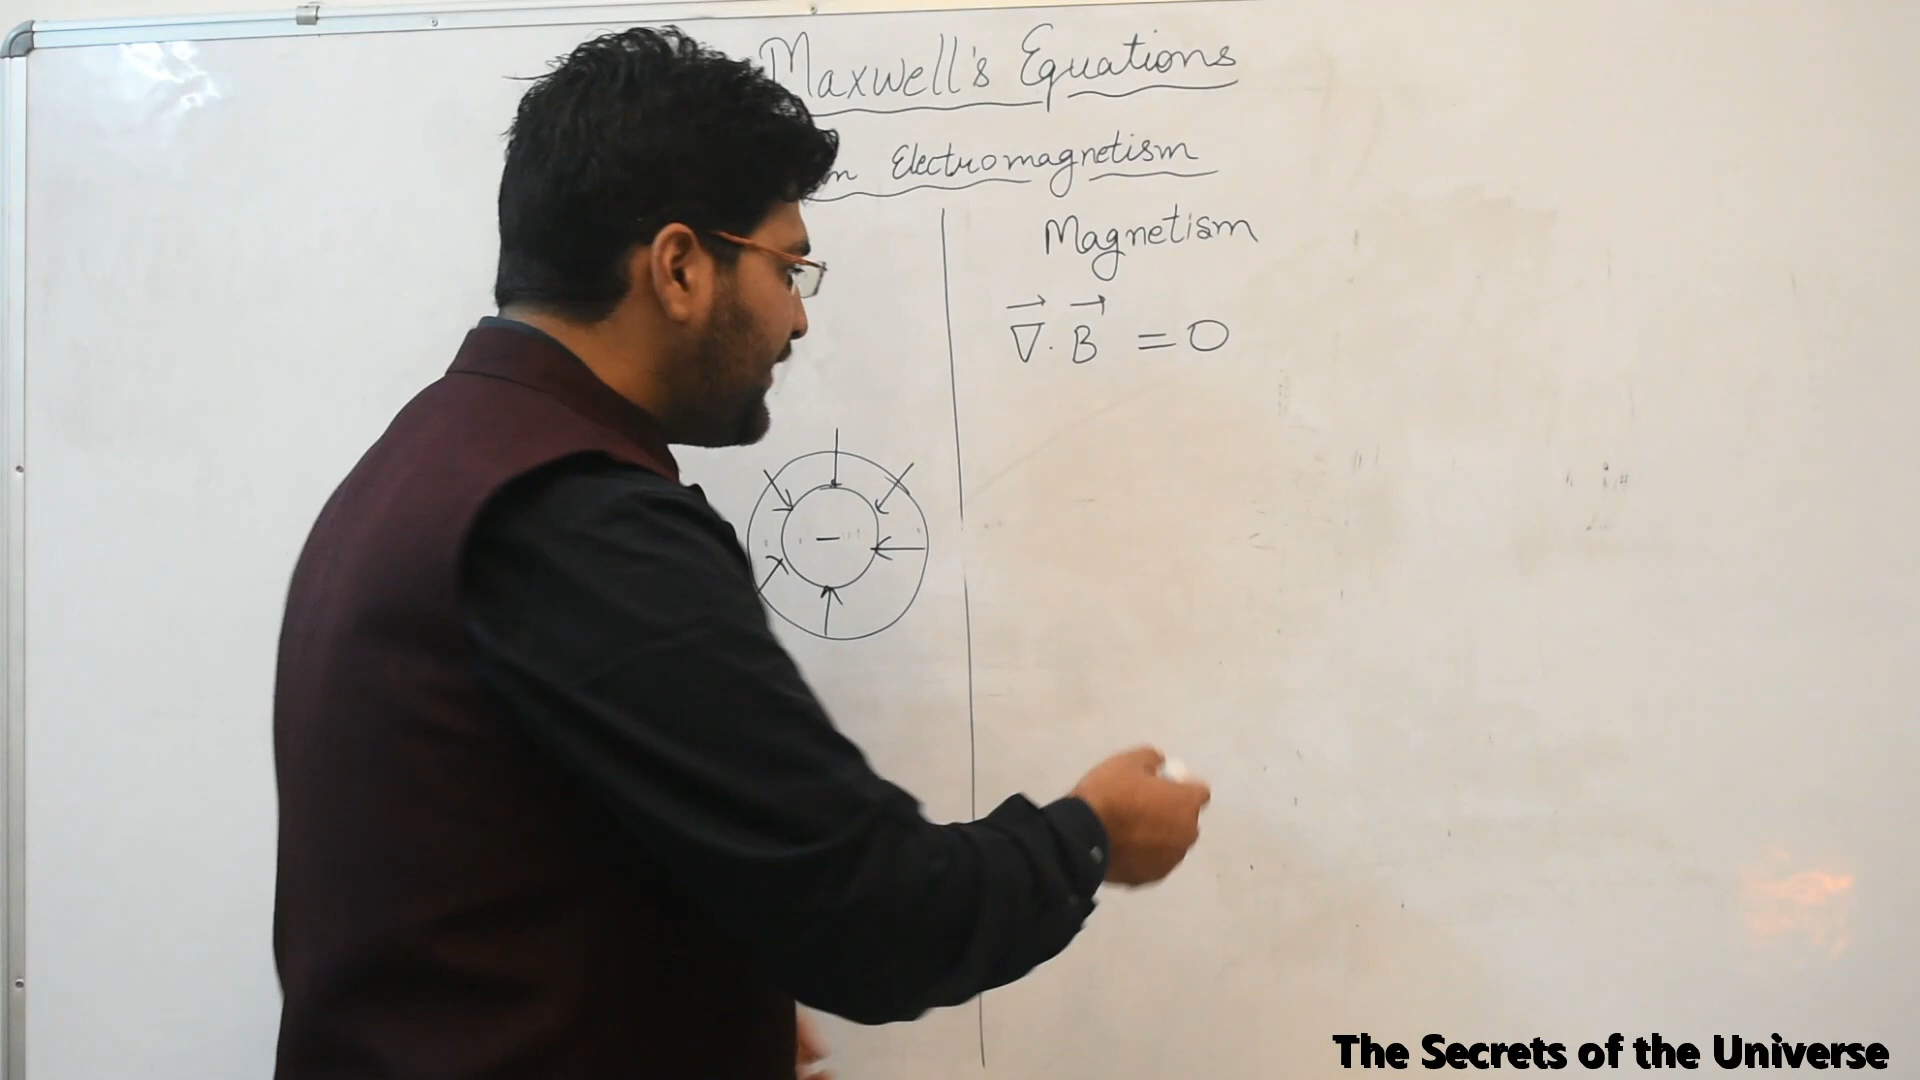 Maxwell's Equations
Electromagnetism
Magnetism
∇⃗. B⃗ = 0
−
The Secrets of the Universe